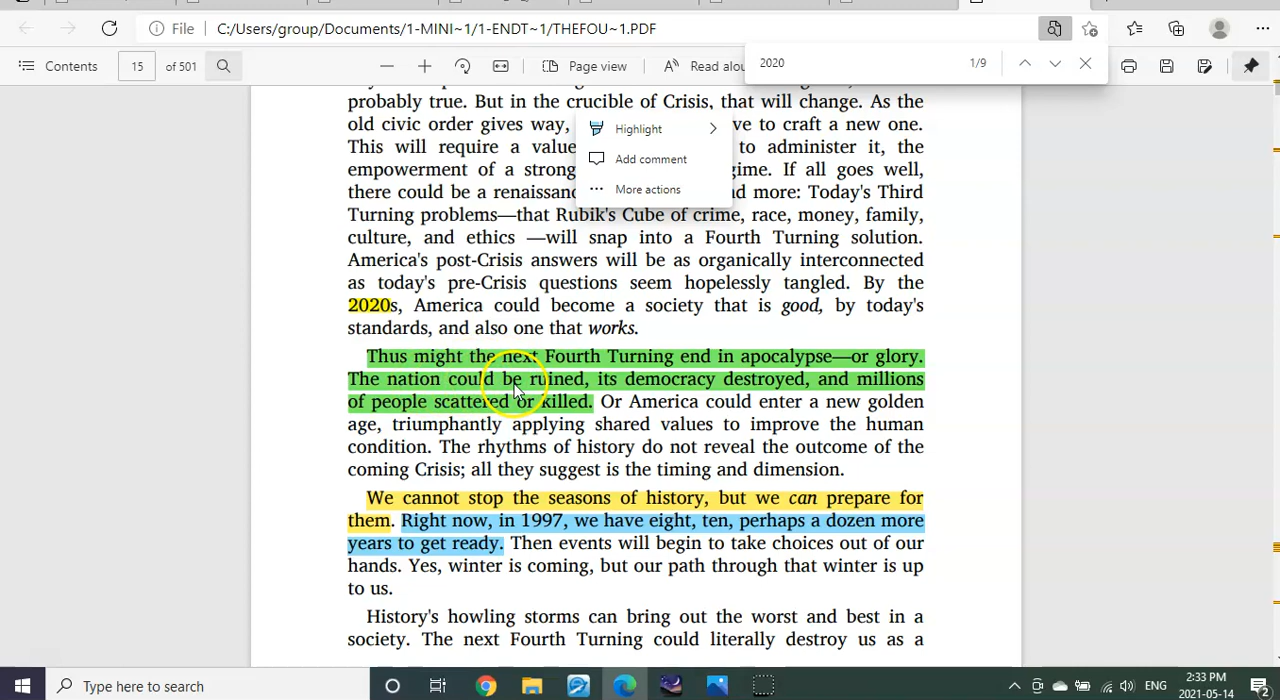 File
C:/Users/group/Documents/1-MINI~1/1-ENDT~1/THEFOU~1.PDF
2020
1/9
Contents
15
of 501
Page view
Read alou
probably true. But in the crucible of Crisis, that will change. As the
old civic order gives way, ve to craft a new one.
This will require a value to administer it, the
empowerment of a strong gime. If all goes well,
there could be a renaissanc nd more: Today's Third
Turning problems—that Rubik's Cube of crime, race, money, family,
culture, and ethics —will snap into a Fourth Turning solution.
America's post-Crisis answers will be as organically interconnected
as today's pre-Crisis questions seem hopelessly tangled. By the
2020s, America could become a society that is good, by today's
standards, and also one that works.
Highlight
Add comment
More actions
Thus might the next Fourth Turning end in apocalypse—or glory.
The nation could be ruined, its democracy destroyed, and millions
of people scattered or killed. Or America could enter a new golden
age, triumphantly applying shared values to improve the human
condition. The rhythms of history do not reveal the outcome of the
coming Crisis; all they suggest is the timing and dimension.
We cannot stop the seasons of history, but we can prepare for
them. Right now, in 1997, we have eight, ten, perhaps a dozen more
years to get ready. Then events will begin to take choices out of our
hands. Yes, winter is coming, but our path through that winter is up
to us.
History's howling storms can bring out the worst and best in a
society. The next Fourth Turning could literally destroy us as a
Type here to search
ENG
2:33 PM
2021-05-14
2